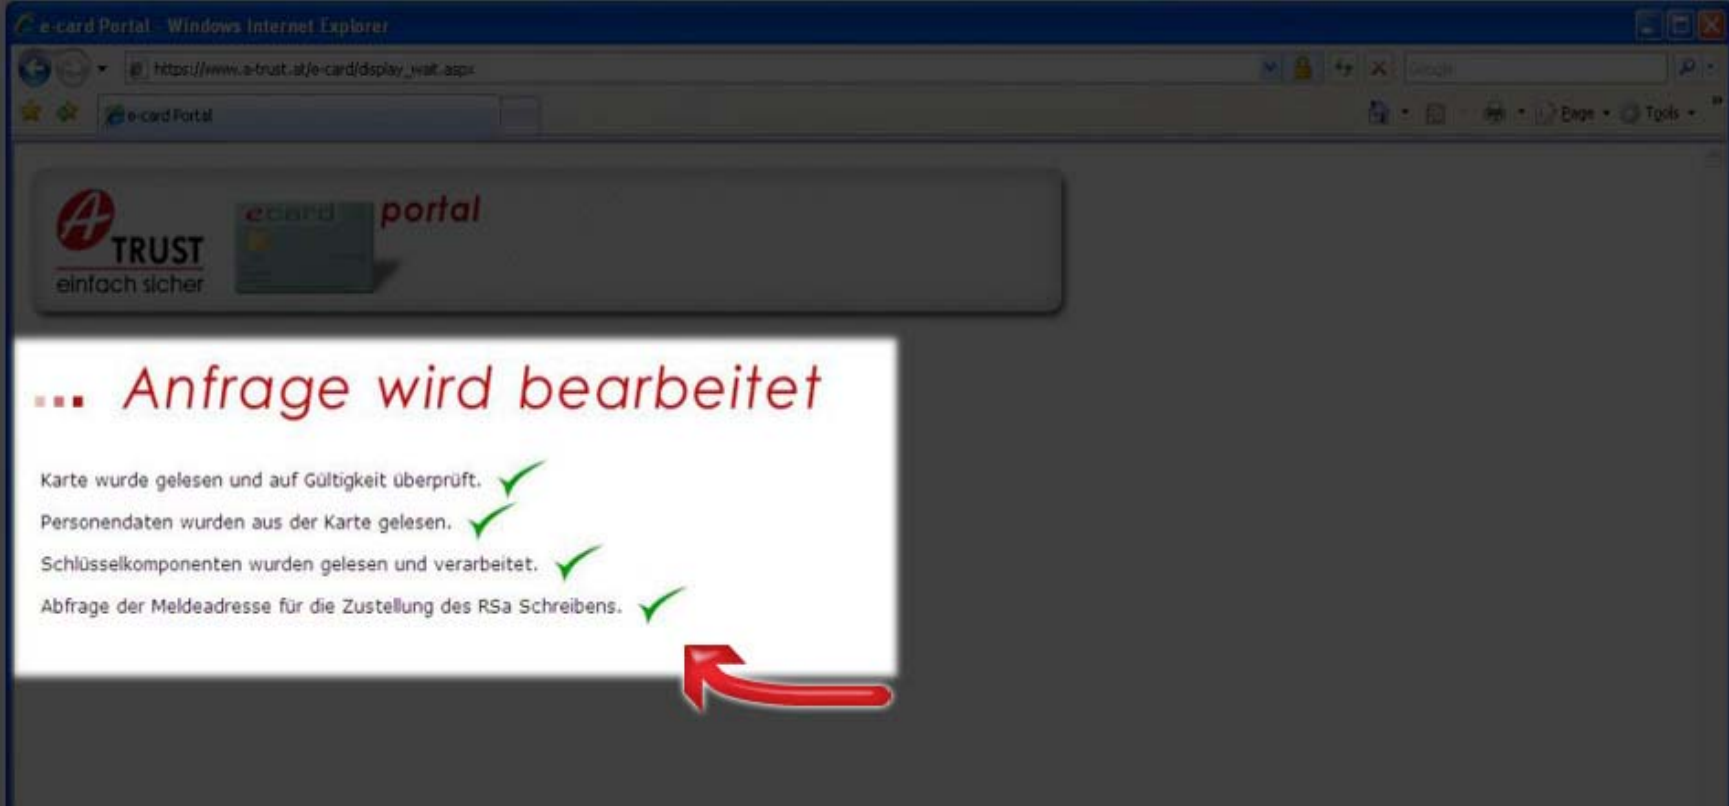 e-card Portal - Windows Internet Explorer
https://www.a-trust.at/e-card/display_wait.aspx
Google
e-card Portal
Page
Tools
A
TRUST
einfach sicher
ecard
portal
... Anfrage wird bearbeitet
Karte wurde gelesen und auf Gültigkeit überprüft.
Personendaten wurden aus der Karte gelesen.
Schlüsselkomponenten wurden gelesen und verarbeitet.
Abfrage der Meldeadresse für die Zustellung des RSa Schreibens.